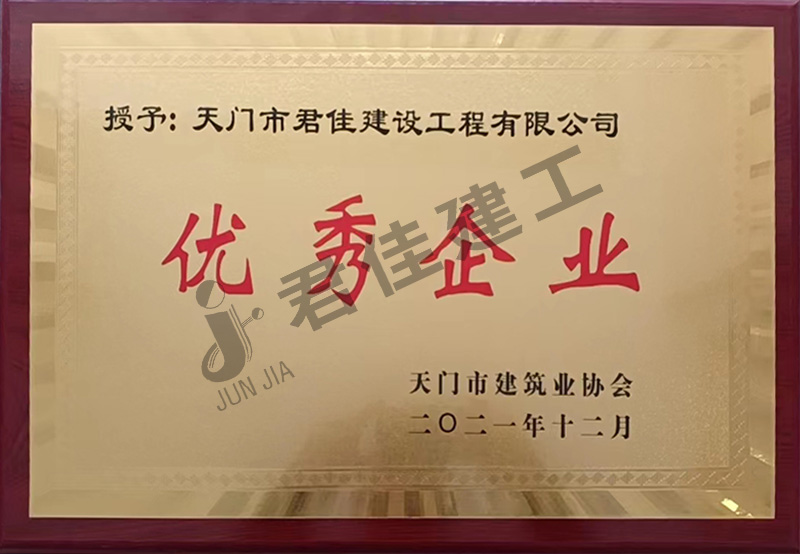 授予: 天门市君佳建设工程有限公司
优秀企业
君佳建工
JUN JIA
天门市建筑业协会
二〇二一年十二月